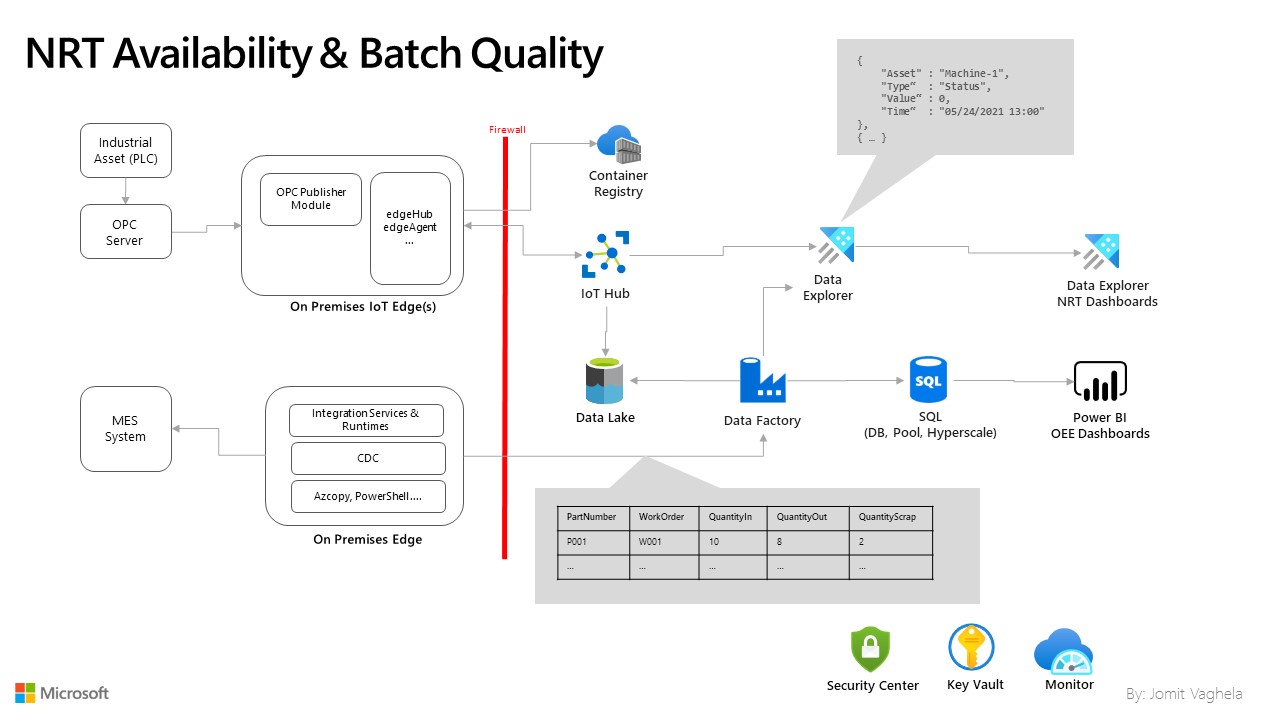 NRT Availability & Batch Quality
{
"Asset" : "Machine-1",
"Type“ : "Status",
"Value“ : 0,
"Time“ : "05/24/2021 13:00"
},
{ … }
Firewall
Industrial
Asset (PLC)
OPC
Server
OPC Publisher
Module
edgeHub
edgeAgent
...
On Premises IoT Edge(s)
Container
Registry
IoT Hub
Data
Explorer
Data Explorer
NRT Dashboards
MES
System
Integration Services &
Runtimes
CDC
Azcopy, PowerShell....
On Premises Edge
Data Lake
Data Factory
SQL
SQL
(DB, Pool, Hyperscale)
Power BI
OEE Dashboards
PartNumber WorkOrder QuantityIn QuantityOut QuantityScrap
P001 W001 10 8 2
... ... ... ... ...
Security Center
Key Vault
Monitor
Microsoft
By: Jomit Vaghela